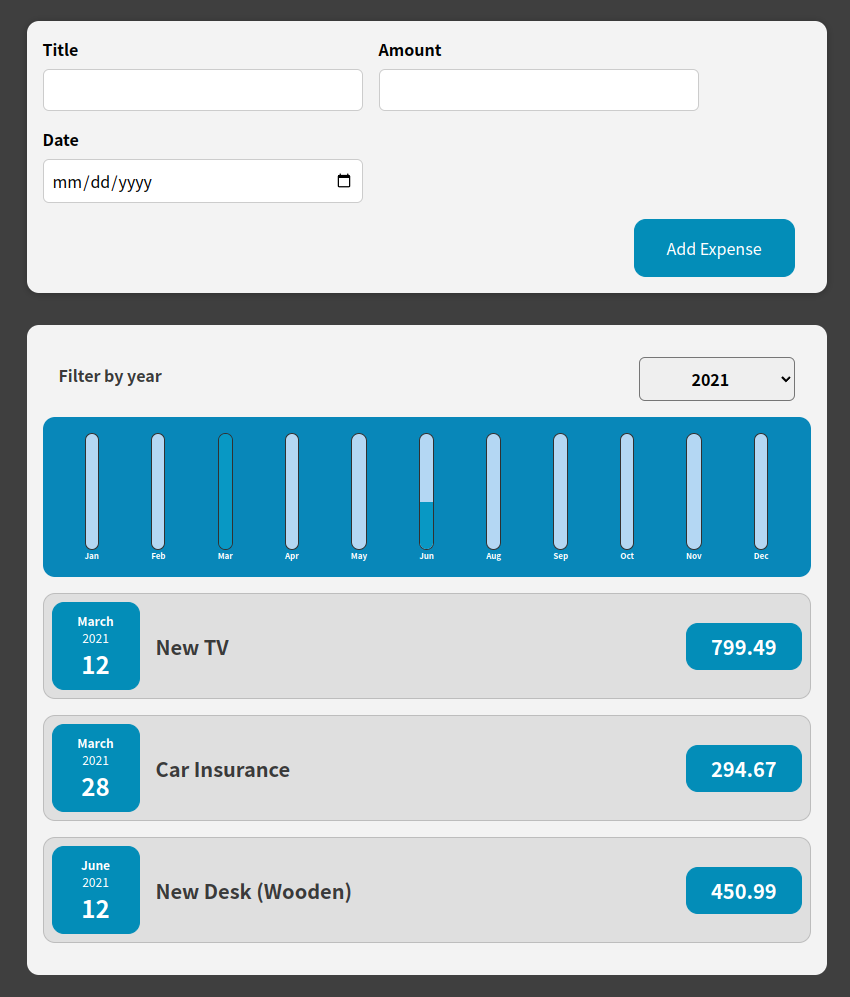 Title Amount
Date
mm/dd/yyyy
Add Expense
Filter by year 2021
Jan Feb Mar Apr May Jun Aug Sep Oct Nov Dec
March
2021
12
New TV
799.49
March
2021
28
Car Insurance
294.67
June
2021
12
New Desk (Wooden)
450.99